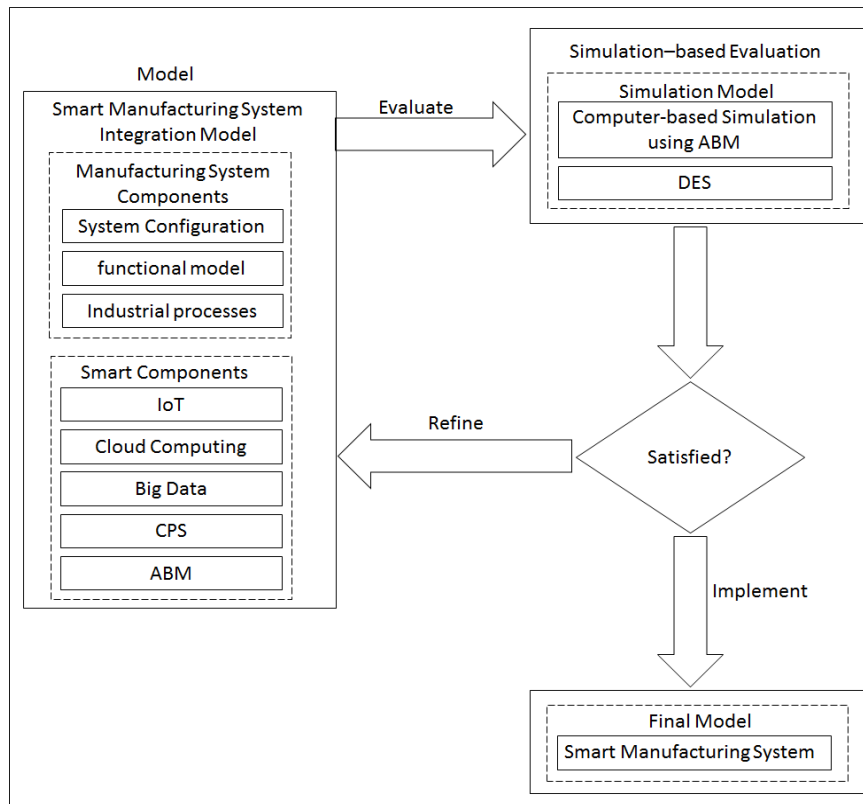 Model
Smart Manufacturing System
Integration Model
Manufacturing System
Components
System Configuration
functional model
Industrial processes
Smart Components
IoT
Cloud Computing
Big Data
CPS
ABM
Evaluate
Simulation–based Evaluation
Simulation Model
Computer-based Simulation
using ABM
DES
Satisfied?
Refine
Implement
Final Model
Smart Manufacturing System